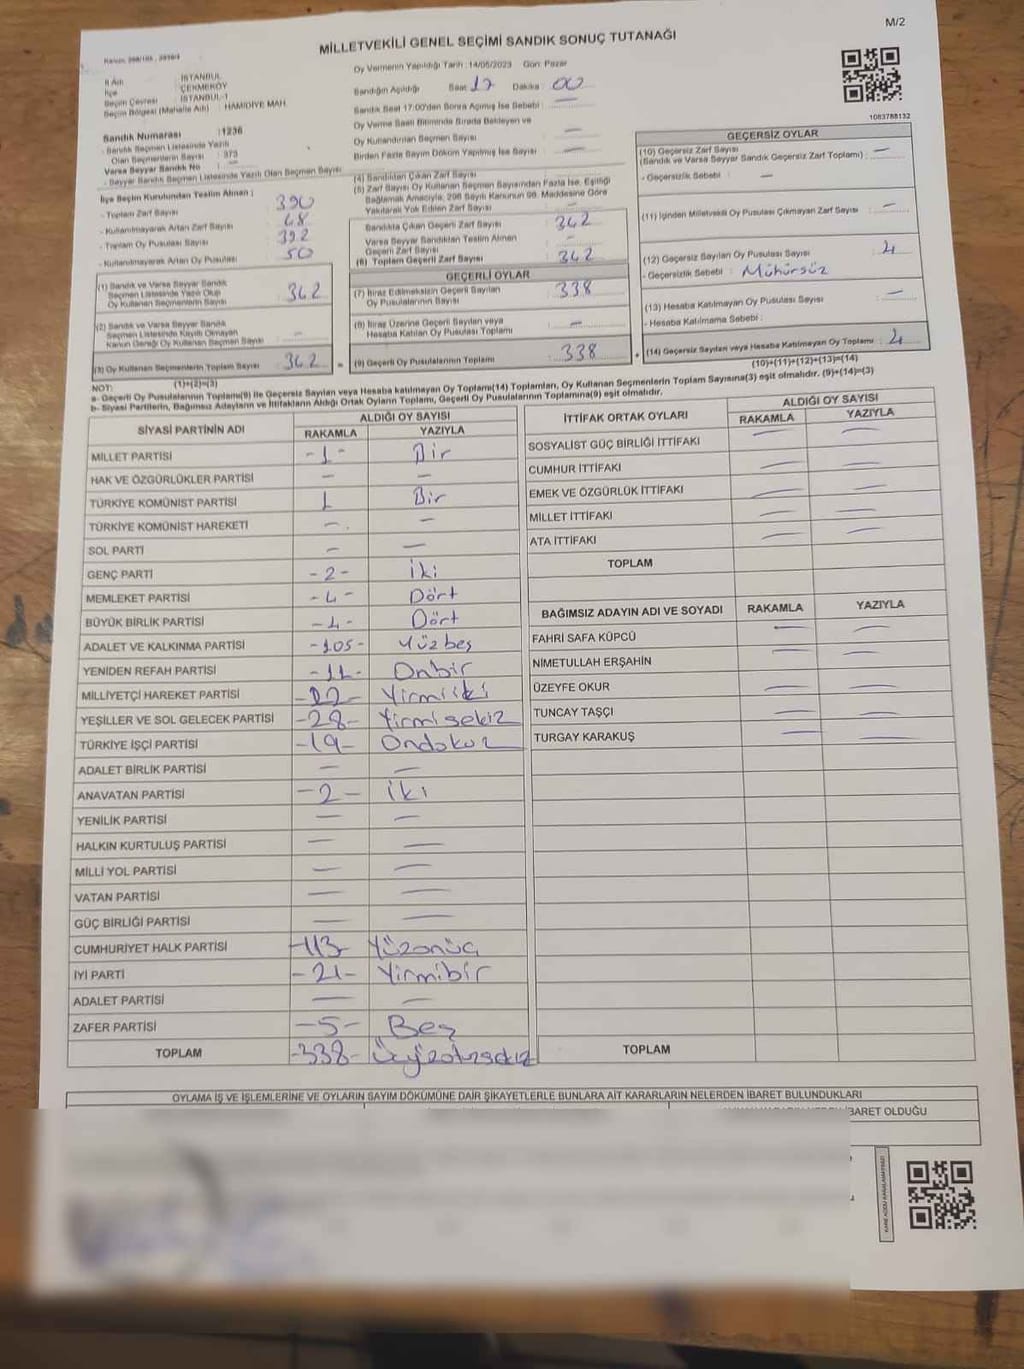 M/2
MİLLETVEKİLİ GENEL SEÇİMİ SANDIK SONUÇ TUTANAĞI
İl Adı : İSTANBUL
İlçe : ÇEKMEKÖY
Seçim Çevresi : İSTANBUL-1
Seçim Bölgesi (Mahalle Adı) : HAMİDİYE MAH.
Sandık Numarası : 1236
- Sandık Seçmen Listesinde Yazılı
Olan Seçmenlerin Sayısı : 373
Varsa Seyyar Sandık No : —
- Seyyar Sandık Seçmen Listesinde Yazılı Olan Seçmen Sayısı
Oy Vermenin Yapıldığı Tarih : 14/05/2023 Gün: Pazar
Sandığın Açıldığı Saat 17 Dakika : 00
Sandık Saat 17:00'den Sonra Açılmış İse Sebebi : —
Oy Verme Saati Bitiminde Sırada Bekleyen ve
Oy Kullandırılan Seçmen Sayısı —
Birden Fazla Sayım Döküm Yapılmış İse Sayısı —
1083788132
İlçe Seçim Kurulundan Teslim Alınan :
- Toplam Zarf Sayısı 390
- Kullanılmayarak Artan Zarf Sayısı
- Toplam Oy Pusulası Sayısı 392
- Kullanılmayarak Artan Oy Pusulası 50
(1) Sandık ve Varsa Seyyar Sandık
Seçmen Listesinde Yazılı Olup
Oy Kullanan Seçmenlerin Sayısı 342
(2) Sandık ve Varsa Seyyar Sandık
Seçmen Listesinde Kayıtlı Olmayan
Kanun Gereği Oy Kullanan Seçmen Sayısı —
(3) Oy Kullanan Seçmenlerin Toplam Sayısı 342
(1)+(2)=(3)
(4) Sandıktan Çıkan Zarf Sayısı
(5) Zarf Sayısı Oy Kullanan Seçmen Sayısından Fazla İse, Eşitliği
Sağlamak Amacıyla, 298 Sayılı Kanunun 98. Maddesine Göre
Yakılarak Yok Edilen Zarf Sayısı —
Sandıkta Çıkan Geçerli Zarf Sayısı 342
Varsa Seyyar Sandıktan Teslim Alınan
Geçerli Zarf Sayısı —
(6) Toplam Geçerli Zarf Sayısı 342
GEÇERLİ OYLAR
(7) İtiraz Edilmeksizin Geçerli Sayılan
Oy Pusulalarının Sayısı 338
(8) İtiraz Üzerine Geçerli Sayılan veya
Hesaba Katılan Oy Pusulası Toplamı —
= (9) Geçerli Oy Pusulalarının Toplamı 338
GEÇERSİZ OYLAR
(10) Geçersiz Zarf Sayısı —
(Sandık ve Varsa Seyyar Sandık Geçersiz Zarf Toplamı) :
- Geçersizlik Sebebi : —
(11) İçinden Milletvekili Oy Pusulası Çıkmayan Zarf Sayısı —
(12) Geçersiz Sayılan Oy Pusulası Sayısı 4
- Geçersizlik Sebebi : Mühürsüz
(13) Hesaba Katılmayan Oy Pusulası Sayısı —
- Hesaba Katılmama Sebebi :
+ (14) Geçersiz Sayılan veya Hesaba Katılmayan Oy Toplamı : 4
(10)+(11)+(12)+(13)=(14)
NOT:
a- Geçerli Oy Pusulalarının Toplamı(9) ile Geçersiz Sayılan veya Hesaba katılmayan Oy Toplamı(14) Toplamları, Oy Kullanan Seçmenlerin Toplam Sayısına(3) eşit olmalıdır. (9)+(14)=(3)
b- Siyasi Partilerin, Bağımsız Adayların ve İttifakların Aldığı Ortak Oyların Toplamı, Geçerli Oy Pusulalarının Toplamına(9) eşit olmalıdır.
SİYASİ PARTİNİN ADI ALDIĞI OY SAYISI
RAKAMLA YAZIYLA
MİLLET PARTİSİ -1- Bir
HAK VE ÖZGÜRLÜKLER PARTİSİ — —
TÜRKİYE KOMÜNİST PARTİSİ 1 Bir
TÜRKİYE KOMÜNİST HAREKETİ — —
SOL PARTİ — —
GENÇ PARTİ -2- İki
MEMLEKET PARTİSİ -4- Dört
BÜYÜK BİRLİK PARTİSİ -4- Dört
ADALET VE KALKINMA PARTİSİ -105- Yüzbeş
YENİDEN REFAH PARTİSİ -11- Onbir
MİLLİYETÇİ HAREKET PARTİSİ -22- Yirmiiki
YEŞİLLER VE SOL GELECEK PARTİSİ -28- Yirmisekiz
TÜRKİYE İŞÇİ PARTİSİ -19- Ondokuz
ADALET BİRLİK PARTİSİ — —
ANAVATAN PARTİSİ -2- İki
YENİLİK PARTİSİ — —
HALKIN KURTULUŞ PARTİSİ — —
MİLLİ YOL PARTİSİ — —
VATAN PARTİSİ — —
GÜÇ BİRLİĞİ PARTİSİ — —
CUMHURİYET HALK PARTİSİ -113- Yüzonüç
İYİ PARTİ -21- Yirmibir
ADALET PARTİSİ — —
ZAFER PARTİSİ -5- Beş
TOPLAM -338- Üçyüzotuzsekiz
İTTİFAK ORTAK OYLARI ALDIĞI OY SAYISI
RAKAMLA YAZIYLA
SOSYALİST GÜÇ BİRLİĞİ İTTİFAKI — —
CUMHUR İTTİFAKI — —
EMEK VE ÖZGÜRLÜK İTTİFAKI — —
MİLLET İTTİFAKI — —
ATA İTTİFAKI — —
TOPLAM
BAĞIMSIZ ADAYIN ADI VE SOYADI RAKAMLA YAZIYLA
FAHRİ SAFA KÜPCÜ — —
NİMETULLAH ERŞAHİN — —
ÜZEYFE OKUR — —
TUNCAY TAŞÇI — —
TURGAY KARAKUŞ — —
TOPLAM
OYLAMA İŞ VE İŞLEMLERİNE VE OYLARIN SAYIM DÖKÜMÜNE DAİR ŞİKAYETLERLE BUNLARA AİT KARARLARIN NELERDEN İBARET BULUNDUKLARI
İBARET OLDUĞU